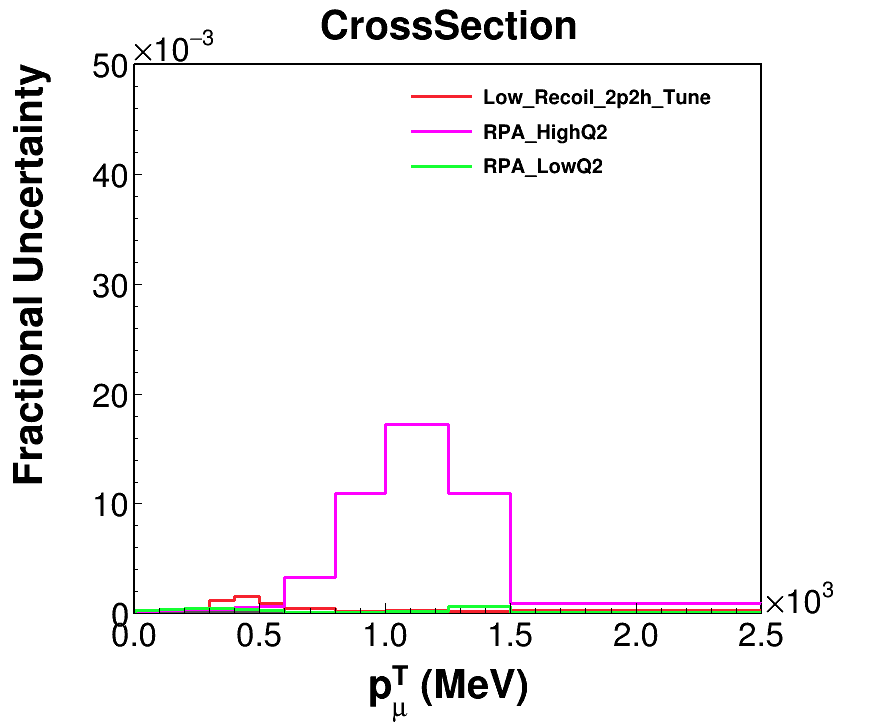 CrossSection
×10⁻³
Fractional Uncertainty
50
40
30
20
10
0
Low_Recoil_2p2h_Tune
RPA_HighQ2
RPA_LowQ2
0.0 0.5 1.0 1.5 2.0 2.5
×10³
p_μ^T (MeV)